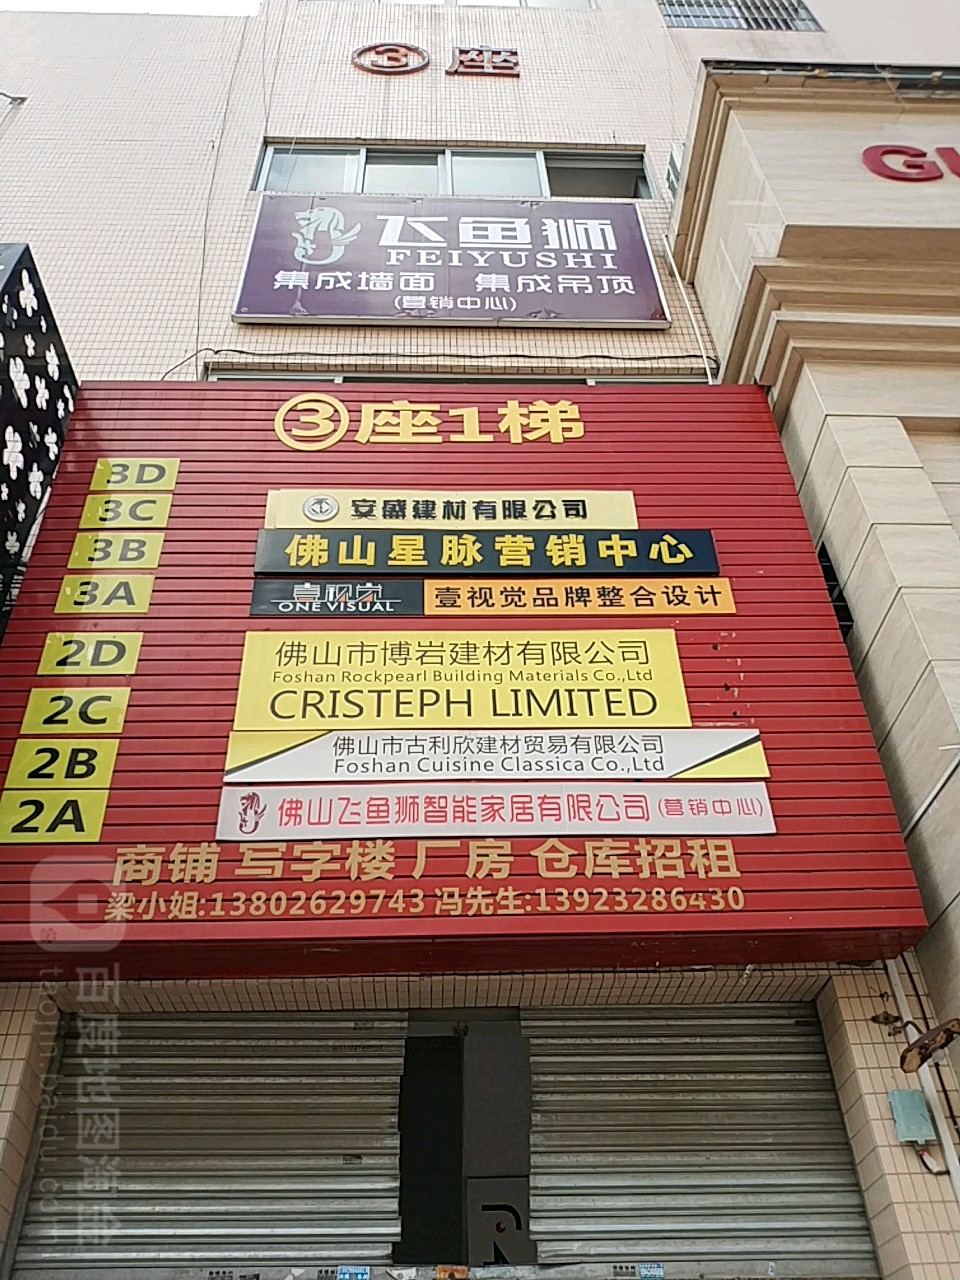 ③座
GU
飞鱼狮
FEIYUSHI
集成墙面 集成吊顶
(营销中心)
③座1梯
3D
3C 安盛建材有限公司
3B 佛山星脉营销中心
3A 壹视觉 ONE VISUAL 壹视觉品牌整合设计
2D 佛山市博岩建材有限公司
Foshan Rockpearl Building Materials Co.,Ltd
2C CRISTEPH LIMITED
2B 佛山市古利欣建材贸易有限公司
Foshan Cuisine Classica Co.,Ltd
2A 佛山飞鱼狮智能家居有限公司(营销中心)
商铺 写字楼 厂房 仓库招租
梁小姐:13802629743 冯先生:13923286430
百度地图淘金
taojin.baidu.com